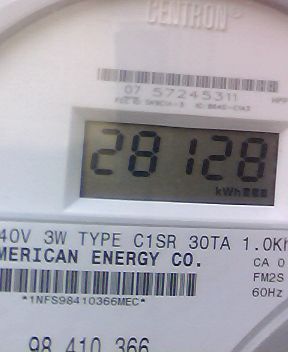 CENTRON®
07 57245311
28128
kWh
40V 3W TYPE C1SR 30TA 1.0Kh
MERICAN ENERGY CO.
CA 0
FM2S
*1NFS98410366MEC*
60Hz
98 410 366